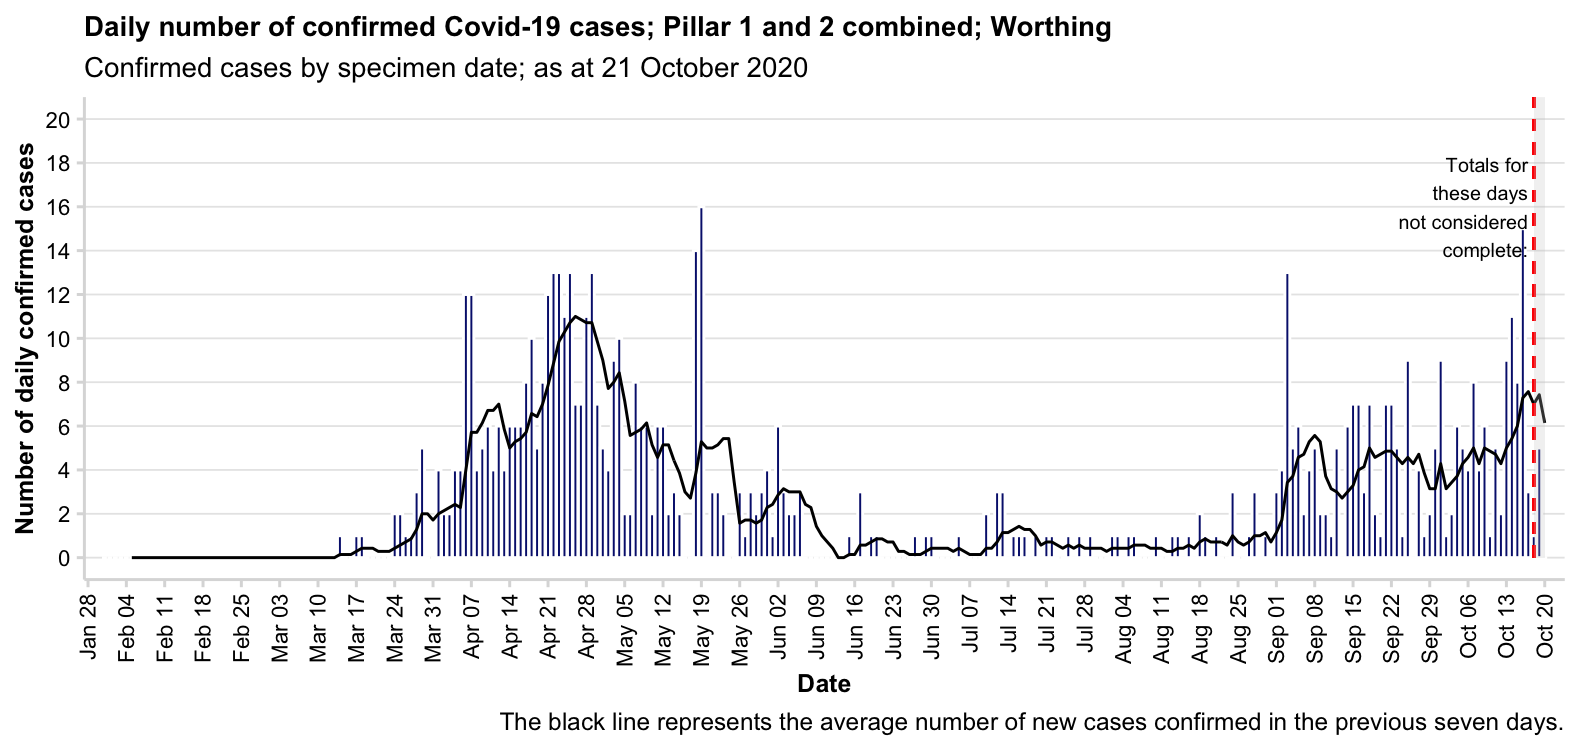 Daily number of confirmed Covid-19 cases; Pillar 1 and 2 combined; Worthing
Confirmed cases by specimen date; as at 21 October 2020
Number of daily confirmed cases
20
18
16
14
12
10
8
6
4
2
0
Totals for
these days
not considered
complete:
Jan 28
Feb 04
Feb 11
Feb 18
Feb 25
Mar 03
Mar 10
Mar 17
Mar 24
Mar 31
Apr 07
Apr 14
Apr 21
Apr 28
May 05
May 12
May 19
May 26
Jun 02
Jun 09
Jun 16
Jun 23
Jun 30
Jul 07
Jul 14
Jul 21
Jul 28
Aug 04
Aug 11
Aug 18
Aug 25
Sep 01
Sep 08
Sep 15
Sep 22
Sep 29
Oct 06
Oct 13
Oct 20
Date
The black line represents the average number of new cases confirmed in the previous seven days.